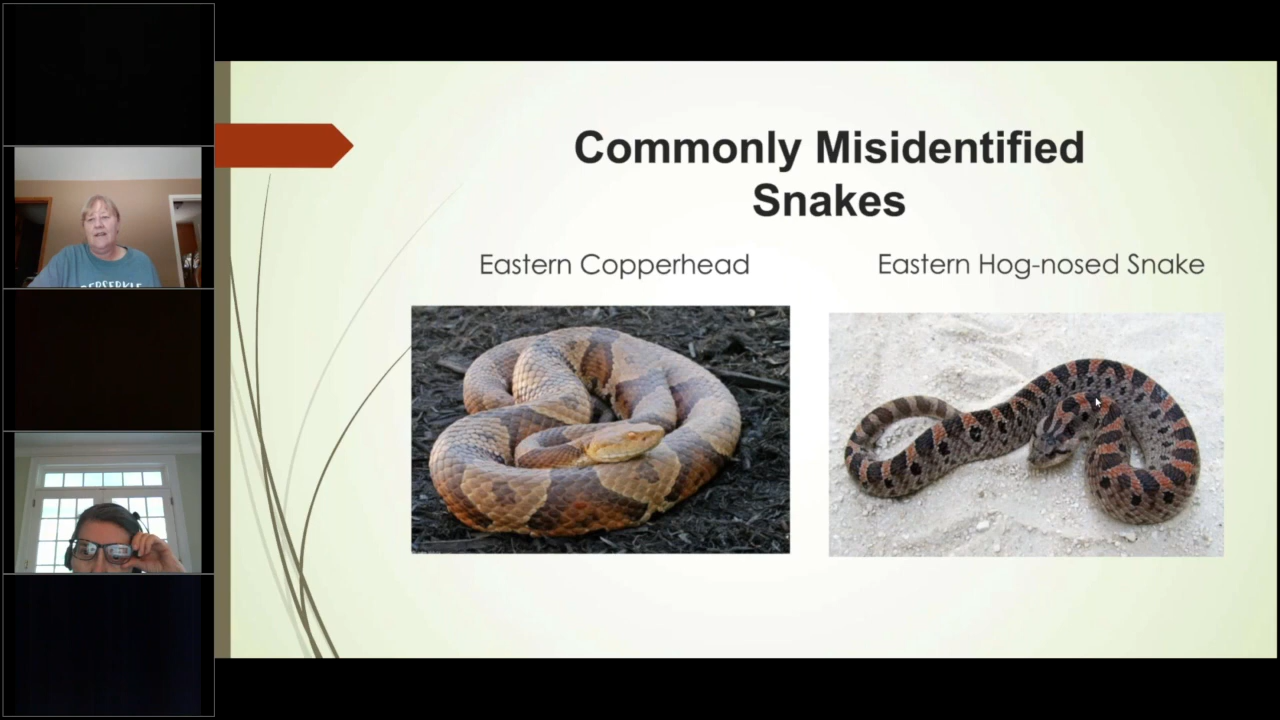 Commonly Misidentified
Snakes
Eastern Copperhead
Eastern Hog-nosed Snake